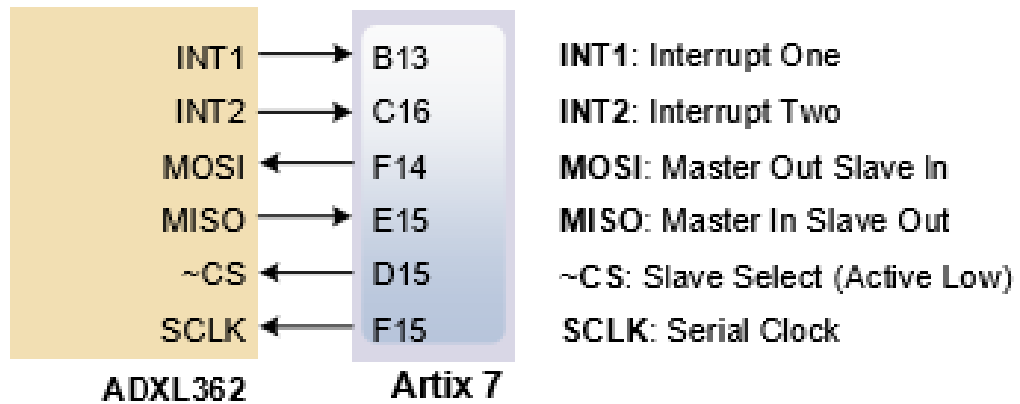 INT1 B13 INT1: Interrupt One
INT2 C16 INT2: Interrupt Two
MOSI F14 MOSI: Master Out Slave In
MISO E15 MISO: Master In Slave Out
~CS D15 ~CS: Slave Select (Active Low)
SCLK F15 SCLK: Serial Clock
ADXL362 Artix 7